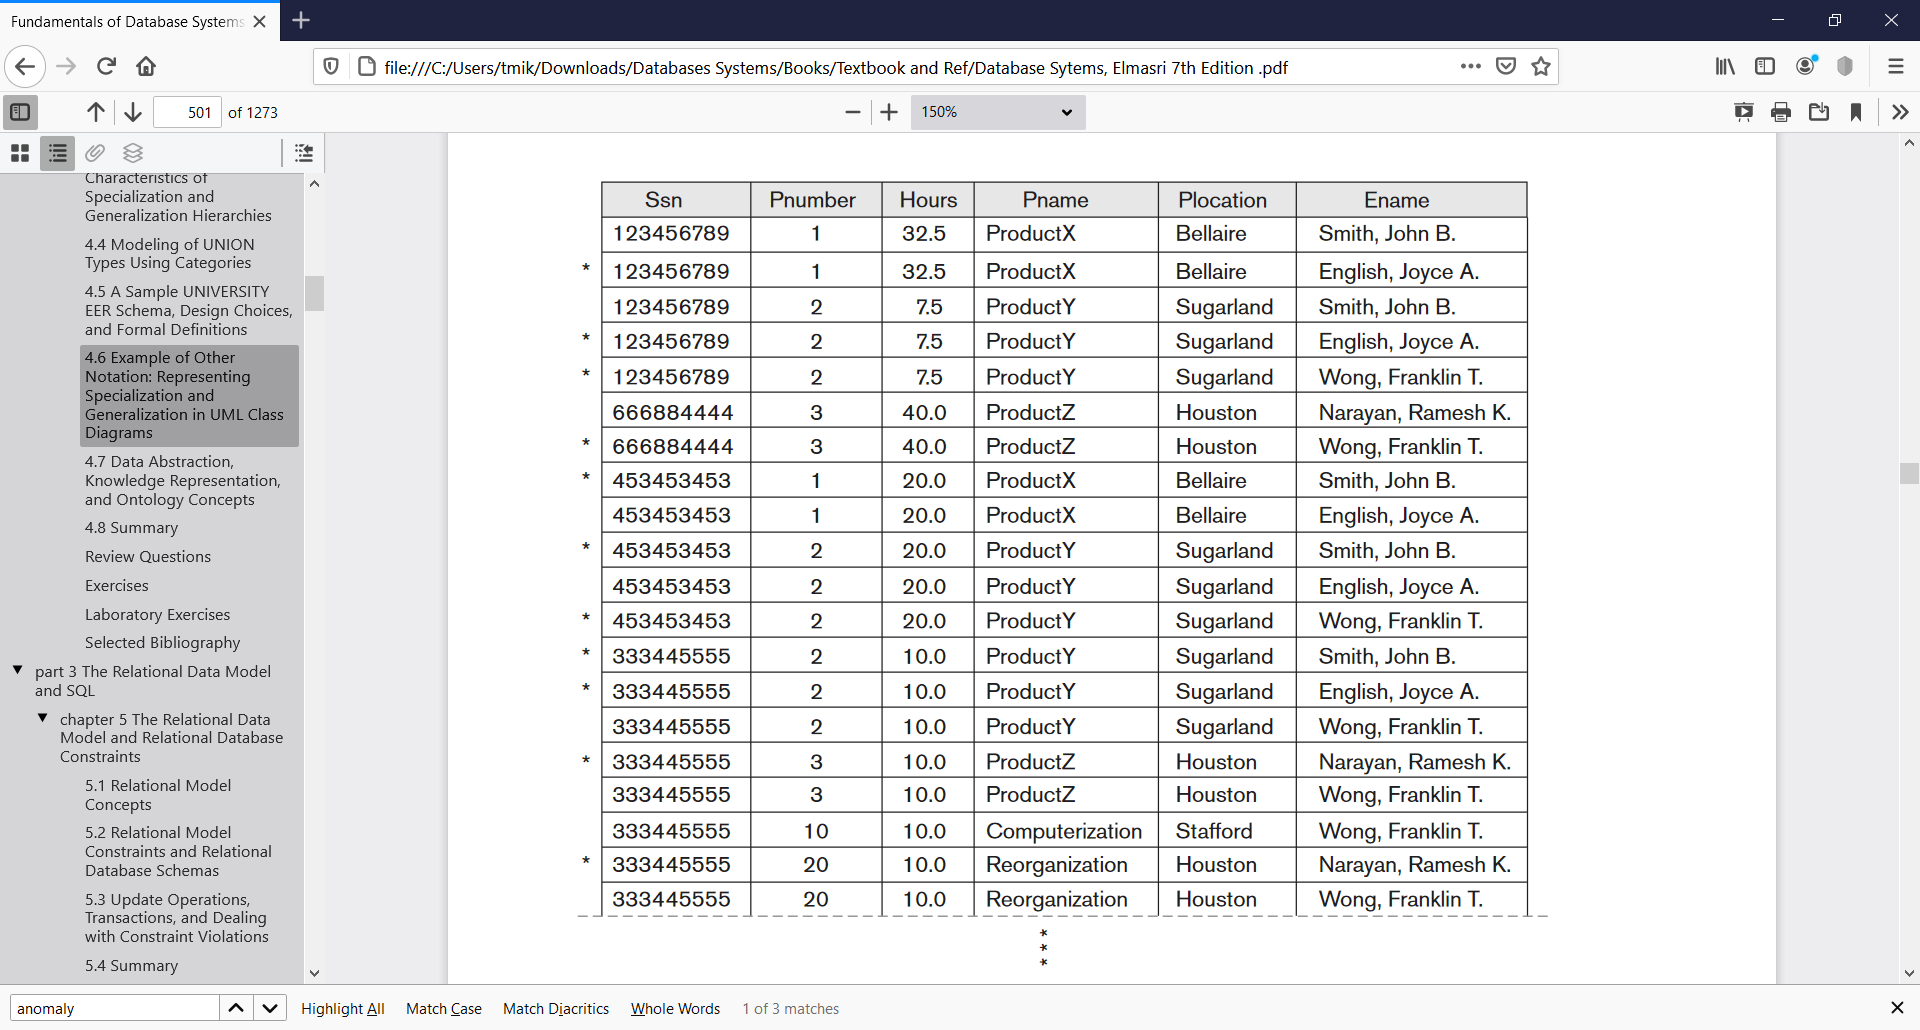 Fundamentals of Database Systems
file:///C:/Users/tmik/Downloads/Databases Systems/Books/Textbook and Ref/Database Sytems, Elmasri 7th Edition .pdf
501 of 1273
150%
Characteristics of
Specialization and
Generalization Hierarchies
4.4 Modeling of UNION
Types Using Categories
4.5 A Sample UNIVERSITY
EER Schema, Design Choices,
and Formal Definitions
4.6 Example of Other
Notation: Representing
Specialization and
Generalization in UML Class
Diagrams
4.7 Data Abstraction,
Knowledge Representation,
and Ontology Concepts
4.8 Summary
Review Questions
Exercises
Laboratory Exercises
Selected Bibliography
part 3 The Relational Data Model
and SQL
chapter 5 The Relational Data
Model and Relational Database
Constraints
5.1 Relational Model
Concepts
5.2 Relational Model
Constraints and Relational
Database Schemas
5.3 Update Operations,
Transactions, and Dealing
with Constraint Violations
5.4 Summary
Ssn Pnumber Hours Pname Plocation Ename
123456789 1 32.5 ProductX Bellaire Smith, John B.
* 123456789 1 32.5 ProductX Bellaire English, Joyce A.
123456789 2 7.5 ProductY Sugarland Smith, John B.
* 123456789 2 7.5 ProductY Sugarland English, Joyce A.
* 123456789 2 7.5 ProductY Sugarland Wong, Franklin T.
666884444 3 40.0 ProductZ Houston Narayan, Ramesh K.
* 666884444 3 40.0 ProductZ Houston Wong, Franklin T.
* 453453453 1 20.0 ProductX Bellaire Smith, John B.
453453453 1 20.0 ProductX Bellaire English, Joyce A.
* 453453453 2 20.0 ProductY Sugarland Smith, John B.
453453453 2 20.0 ProductY Sugarland English, Joyce A.
* 453453453 2 20.0 ProductY Sugarland Wong, Franklin T.
* 333445555 2 10.0 ProductY Sugarland Smith, John B.
* 333445555 2 10.0 ProductY Sugarland English, Joyce A.
333445555 2 10.0 ProductY Sugarland Wong, Franklin T.
* 333445555 3 10.0 ProductZ Houston Narayan, Ramesh K.
333445555 3 10.0 ProductZ Houston Wong, Franklin T.
333445555 10 10.0 Computerization Stafford Wong, Franklin T.
* 333445555 20 10.0 Reorganization Houston Narayan, Ramesh K.
333445555 20 10.0 Reorganization Houston Wong, Franklin T.
*
*
*
anomaly Highlight All Match Case Match Diacritics Whole Words 1 of 3 matches